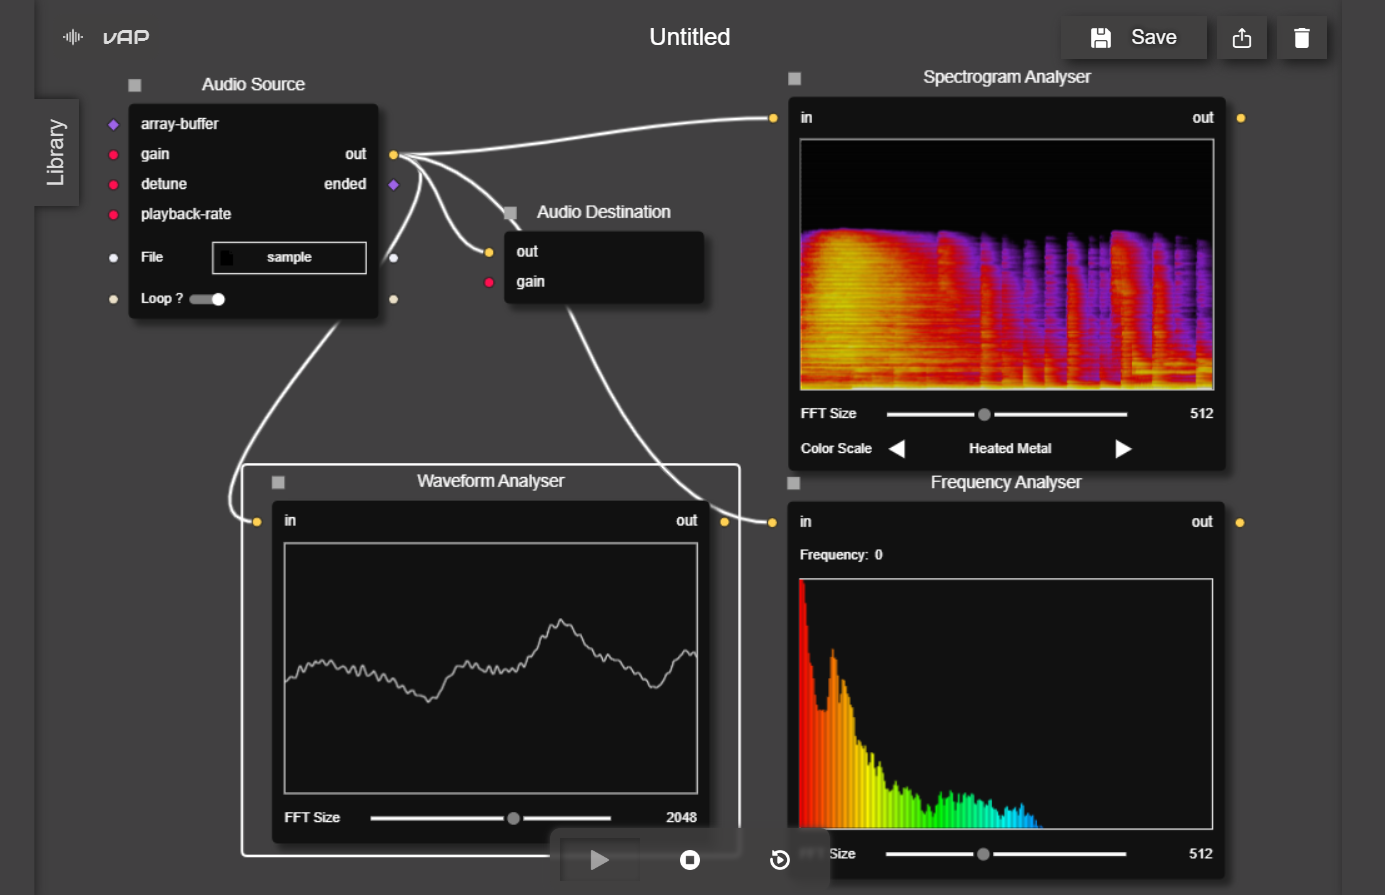 vAP
Untitled
Save
Library
Audio Source
array-buffer
gain
out
detune
ended
playback-rate
File
sample
Loop ?
Audio Destination
out
gain
Spectrogram Analyser
in
out
FFT Size
512
Color Scale
Heated Metal
Waveform Analyser
in
out
FFT Size
2048
Frequency Analyser
in
out
Frequency: 0
Size
512